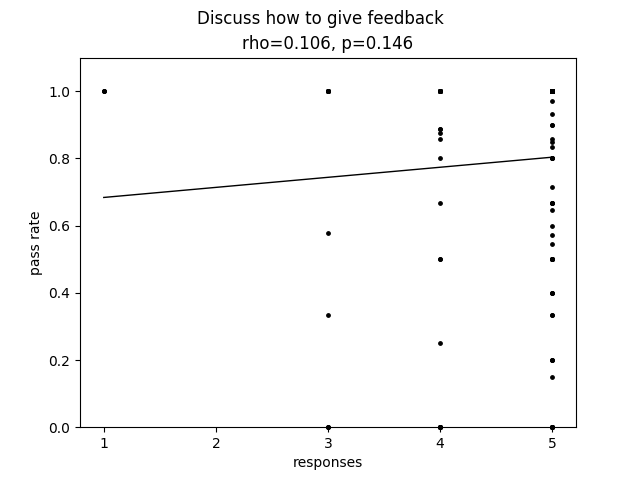 Discuss how to give feedback
rho=0.106, p=0.146
1.0
0.8
0.6
0.4
0.2
0.0
pass rate
1 2 3 4 5
responses